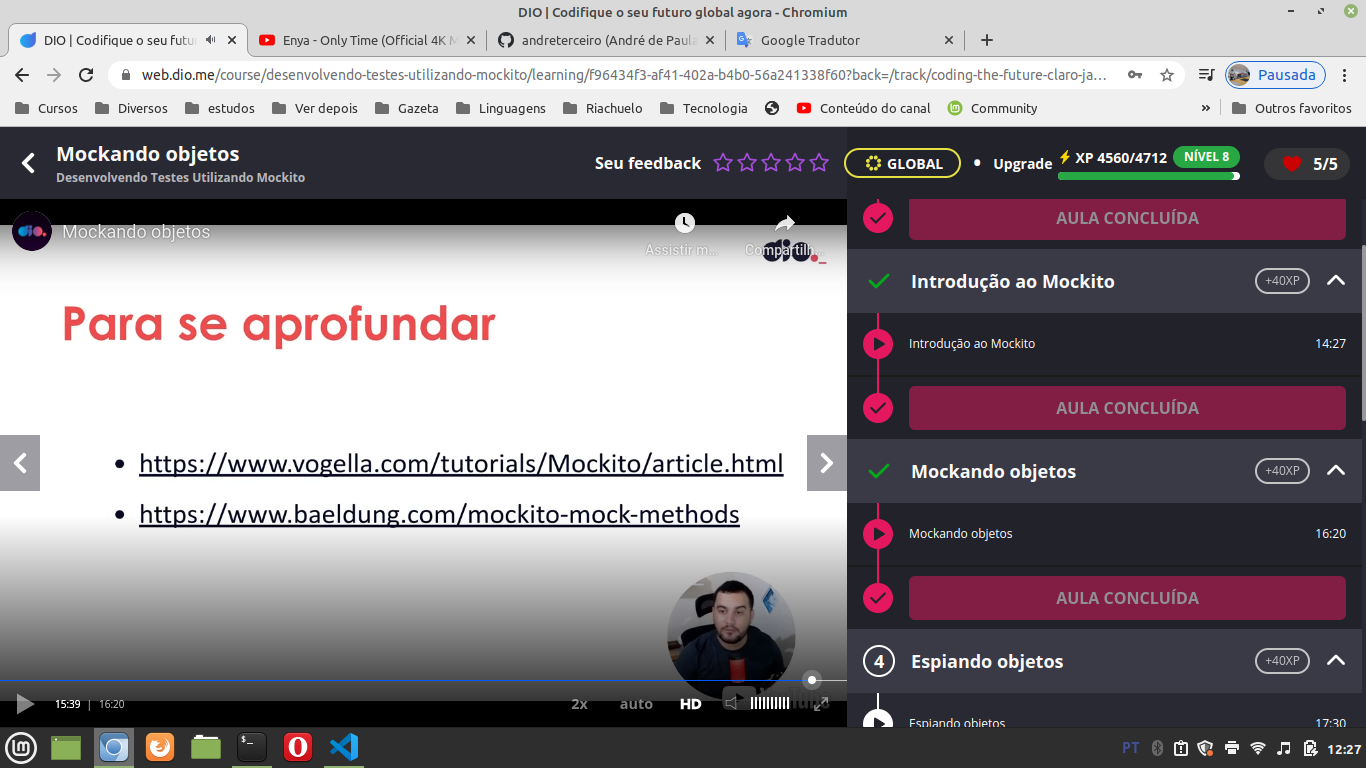 DIO | Codifique o seu futuro global agora - Chromium
DIO | Codifique o seu futu
Enya - Only Time (Official 4K M
andreterceiro (André de Paula
Google Tradutor
web.dio.me/course/desenvolvendo-testes-utilizando-mockito/learning/f96434f3-af41-402a-b4b0-56a241338f60?back=/track/coding-the-future-claro-ja…
Pausada
Cursos
Diversos
estudos
Ver depois
Gazeta
Linguagens
Riachuelo
Tecnologia
Conteúdo do canal
Community
»
Outros favoritos
Mockando objetos
Desenvolvendo Testes Utilizando Mockito
Seu feedback
GLOBAL
• Upgrade
XP 4560/4712
NÍVEL 8
5/5
dio.
Mockando objetos
Assistir m...
Compartilh...
dio._
Para se aprofundar
• https://www.vogella.com/tutorials/Mockito/article.html
• https://www.baeldung.com/mockito-mock-methods
15:39 | 16:20
2x
auto
HD
AULA CONCLUÍDA
Introdução ao Mockito
+40XP
Introdução ao Mockito
14:27
AULA CONCLUÍDA
Mockando objetos
+40XP
Mockando objetos
16:20
AULA CONCLUÍDA
4
Espiando objetos
+40XP
Espiando objetos
17:30
$_
PT
12:27